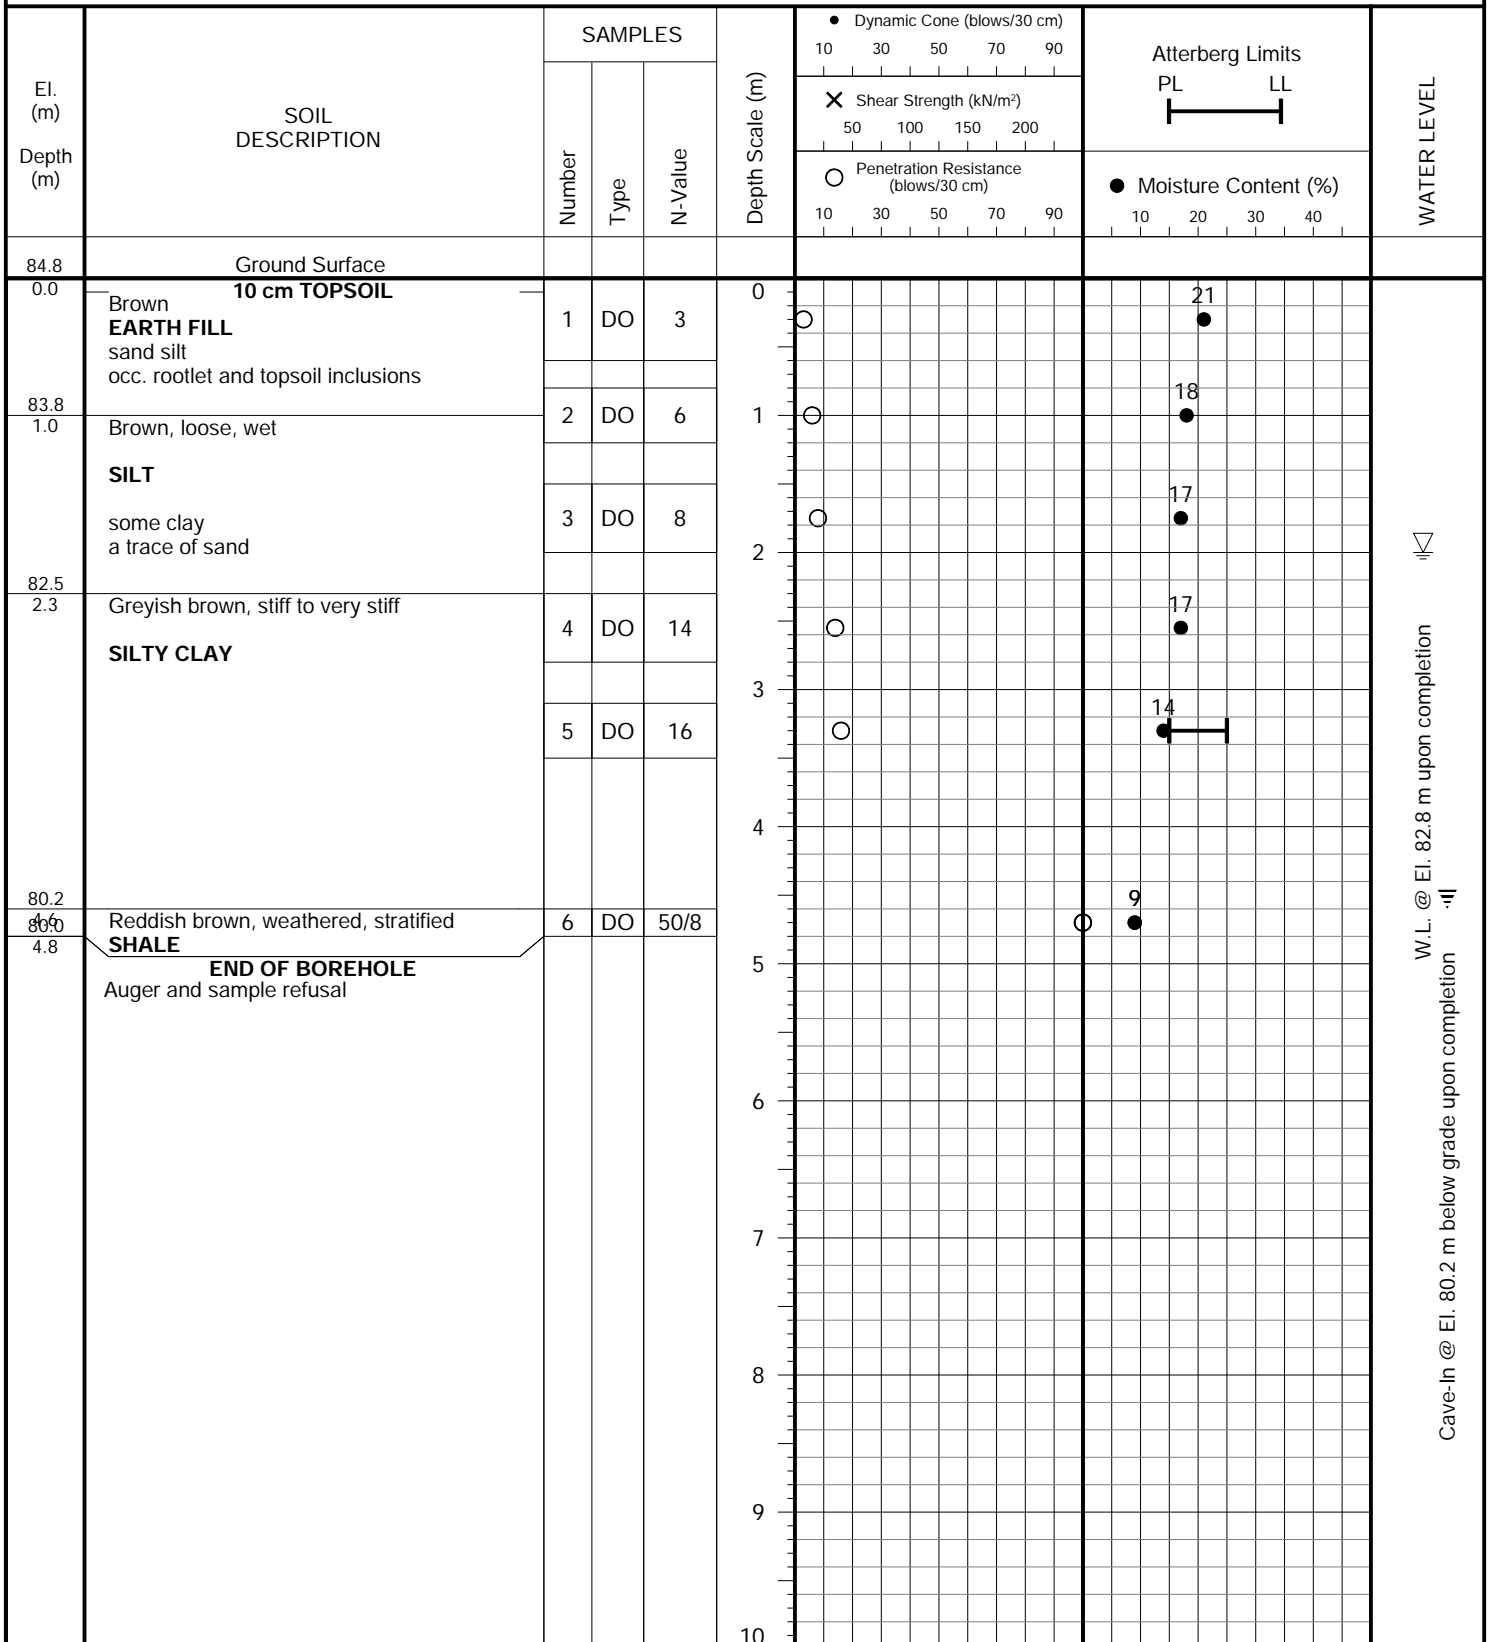 El.
(m)
Depth
(m)
SOIL
DESCRIPTION
SAMPLES
Number
Type
N-Value
Depth Scale (m)
Dynamic Cone (blows/30 cm)
10 30 50 70 90
Shear Strength (kN/m²)
50 100 150 200
Penetration Resistance
(blows/30 cm)
10 30 50 70 90
Atterberg Limits
PL LL
Moisture Content (%)
10 20 30 40
WATER LEVEL
84.8 Ground Surface
0.0 10 cm TOPSOIL 0
Brown
EARTH FILL
sand silt
occ. rootlet and topsoil inclusions
1 DO 3 21
83.8
1.0
2 DO 6 1 18
Brown, loose, wet
SILT
some clay
a trace of sand
3 DO 8 17
2
82.5
2.3
Greyish brown, stiff to very stiff
SILTY CLAY
4 DO 14 17
3
5 DO 16 14
4
80.2
4.6
Reddish brown, weathered, stratified
SHALE
6 DO 50/8 9
80.0
4.8
END OF BOREHOLE
Auger and sample refusal
5
6
7
8
9
10
W.L. @ El. 82.8 m upon completion
Cave-In @ El. 80.2 m below grade upon completion